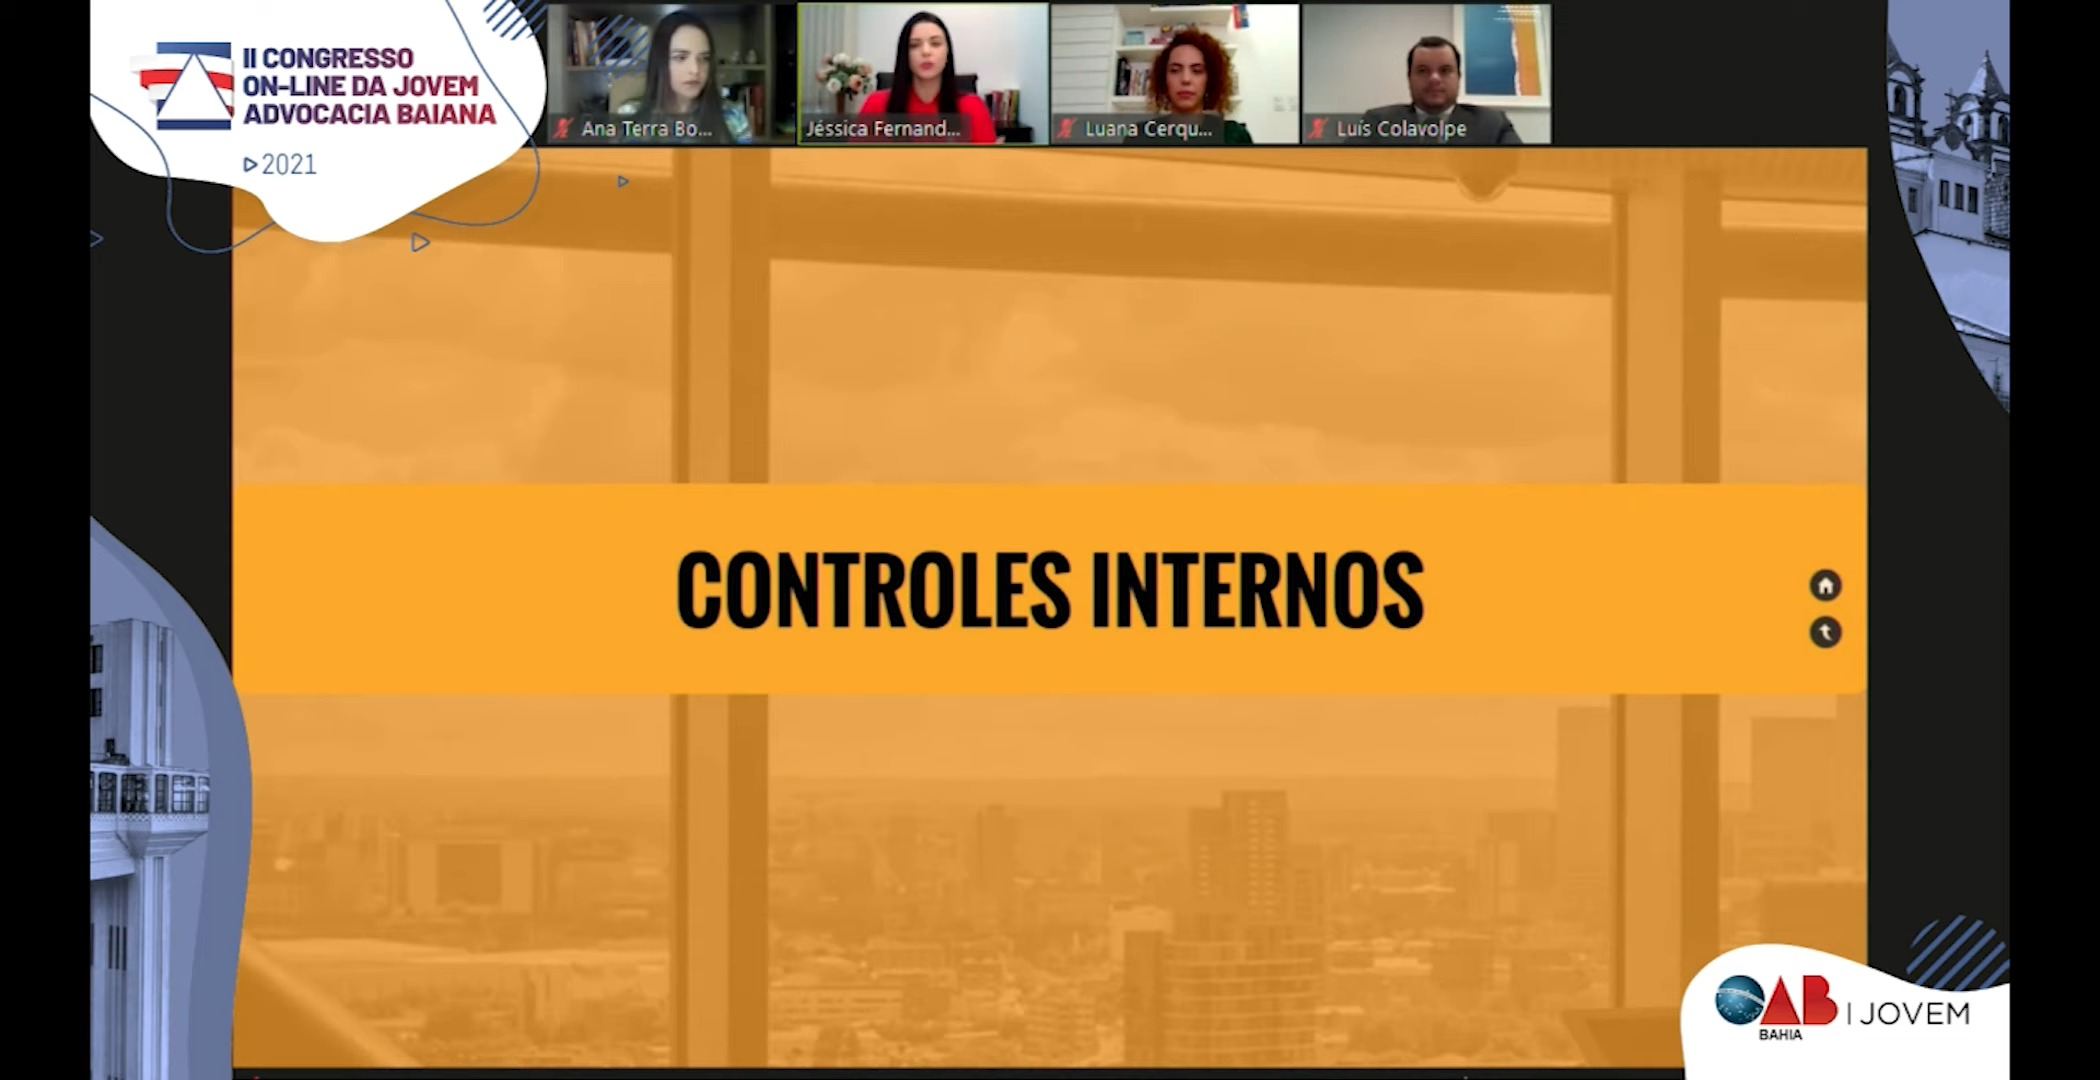 II CONGRESSO
ON-LINE DA JOVEM
ADVOCACIA BAIANA
2021
Ana Terra Bo...
Jéssica Fernand...
Luana Cerqu...
Luís Colavolpe
CONTROLES INTERNOS
OAB | JOVEM
BAHIA